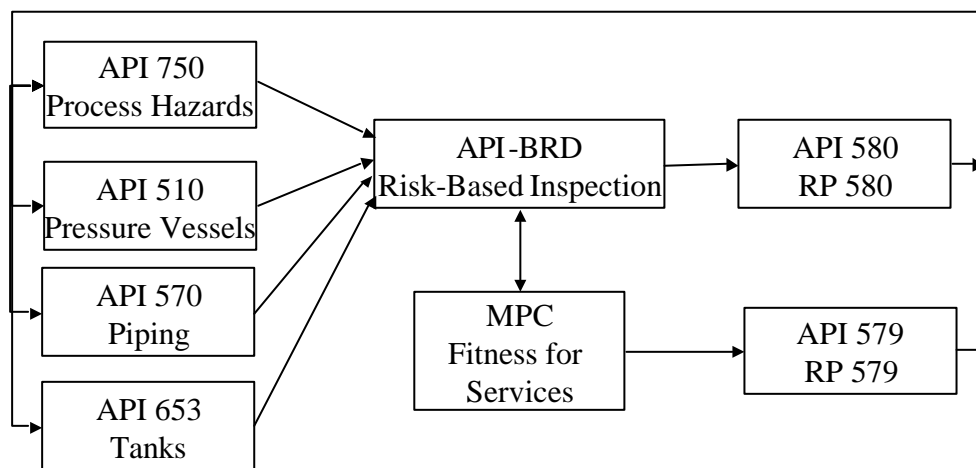 API 750
Process Hazards
API 510
Pressure Vessels
API 570
Piping
API 653
Tanks
API-BRD
Risk-Based Inspection
MPC
Fitness for
Services
API 580
RP 580
API 579
RP 579